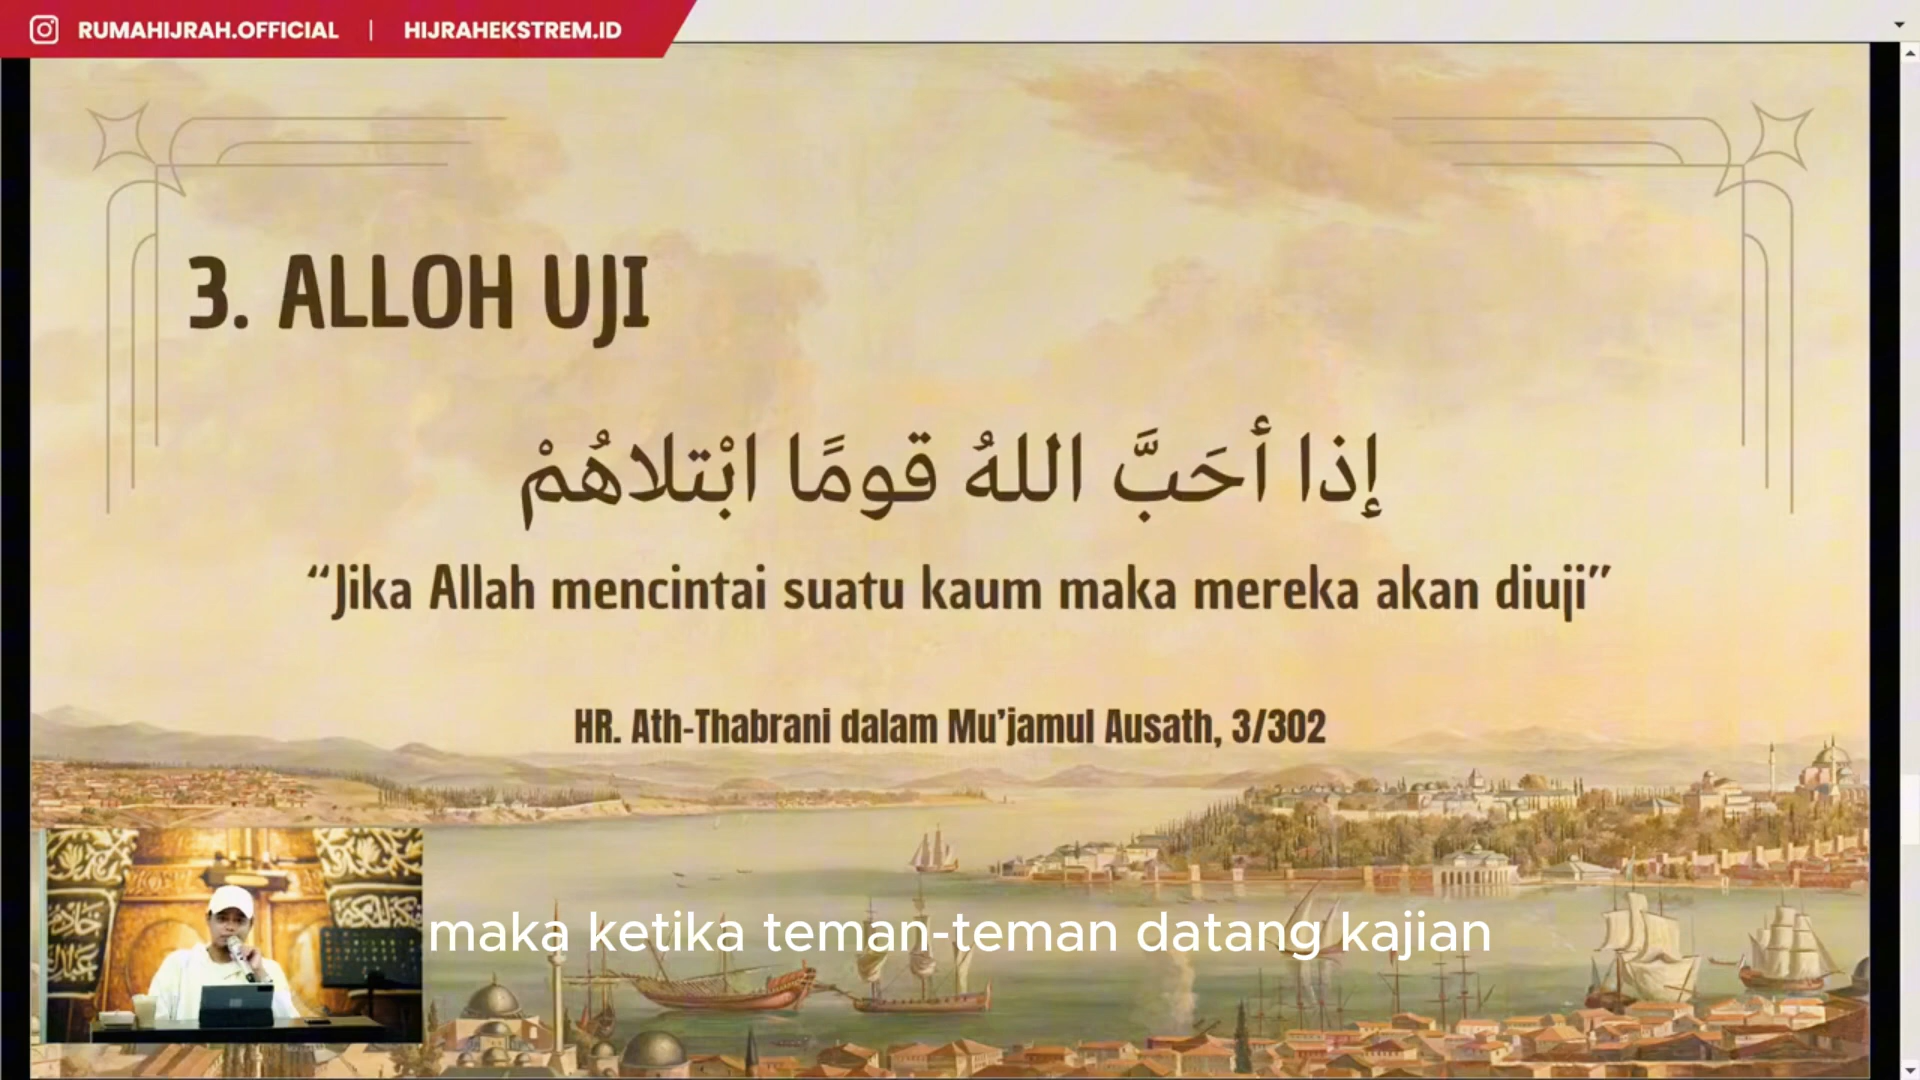 RUMAHIJRAH.OFFICIAL | HIJRAHEKSTREM.ID
3. ALLOH UJI
إذا أحَبَّ اللهُ قومًا ابْتلاهُمْ
“Jika Allah mencintai suatu kaum maka mereka akan diuji”
HR. Ath-Thabrani dalam Mu’jamul Ausath, 3/302
maka ketika teman-teman datang kajian